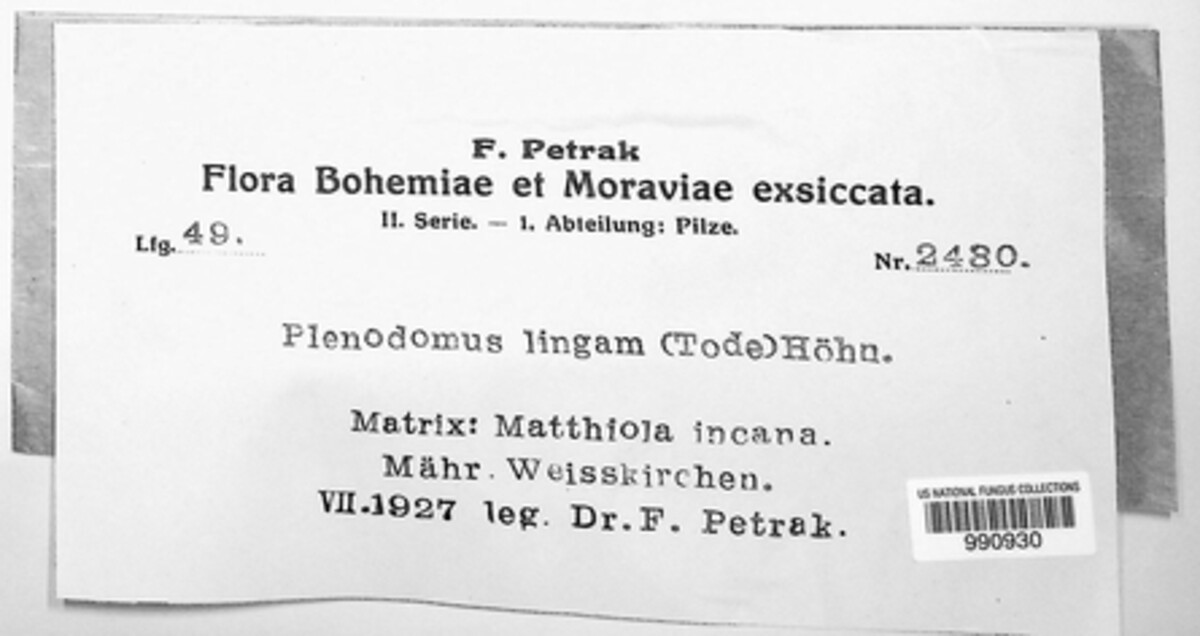 F. Petrak
Flora Bohemiae et Moraviae exsiccata.
II. Serie. — 1. Abteilung: Pilze.
Lfg. 49.
Nr. 2480.
Plenodomus lingam (Tode)Höhn.
Matrix: Matthiola incana.
Mähr. Weisskirchen.
VII.1927 leg. Dr. F. Petrak.
US NATIONAL FUNGUS COLLECTIONS
990930